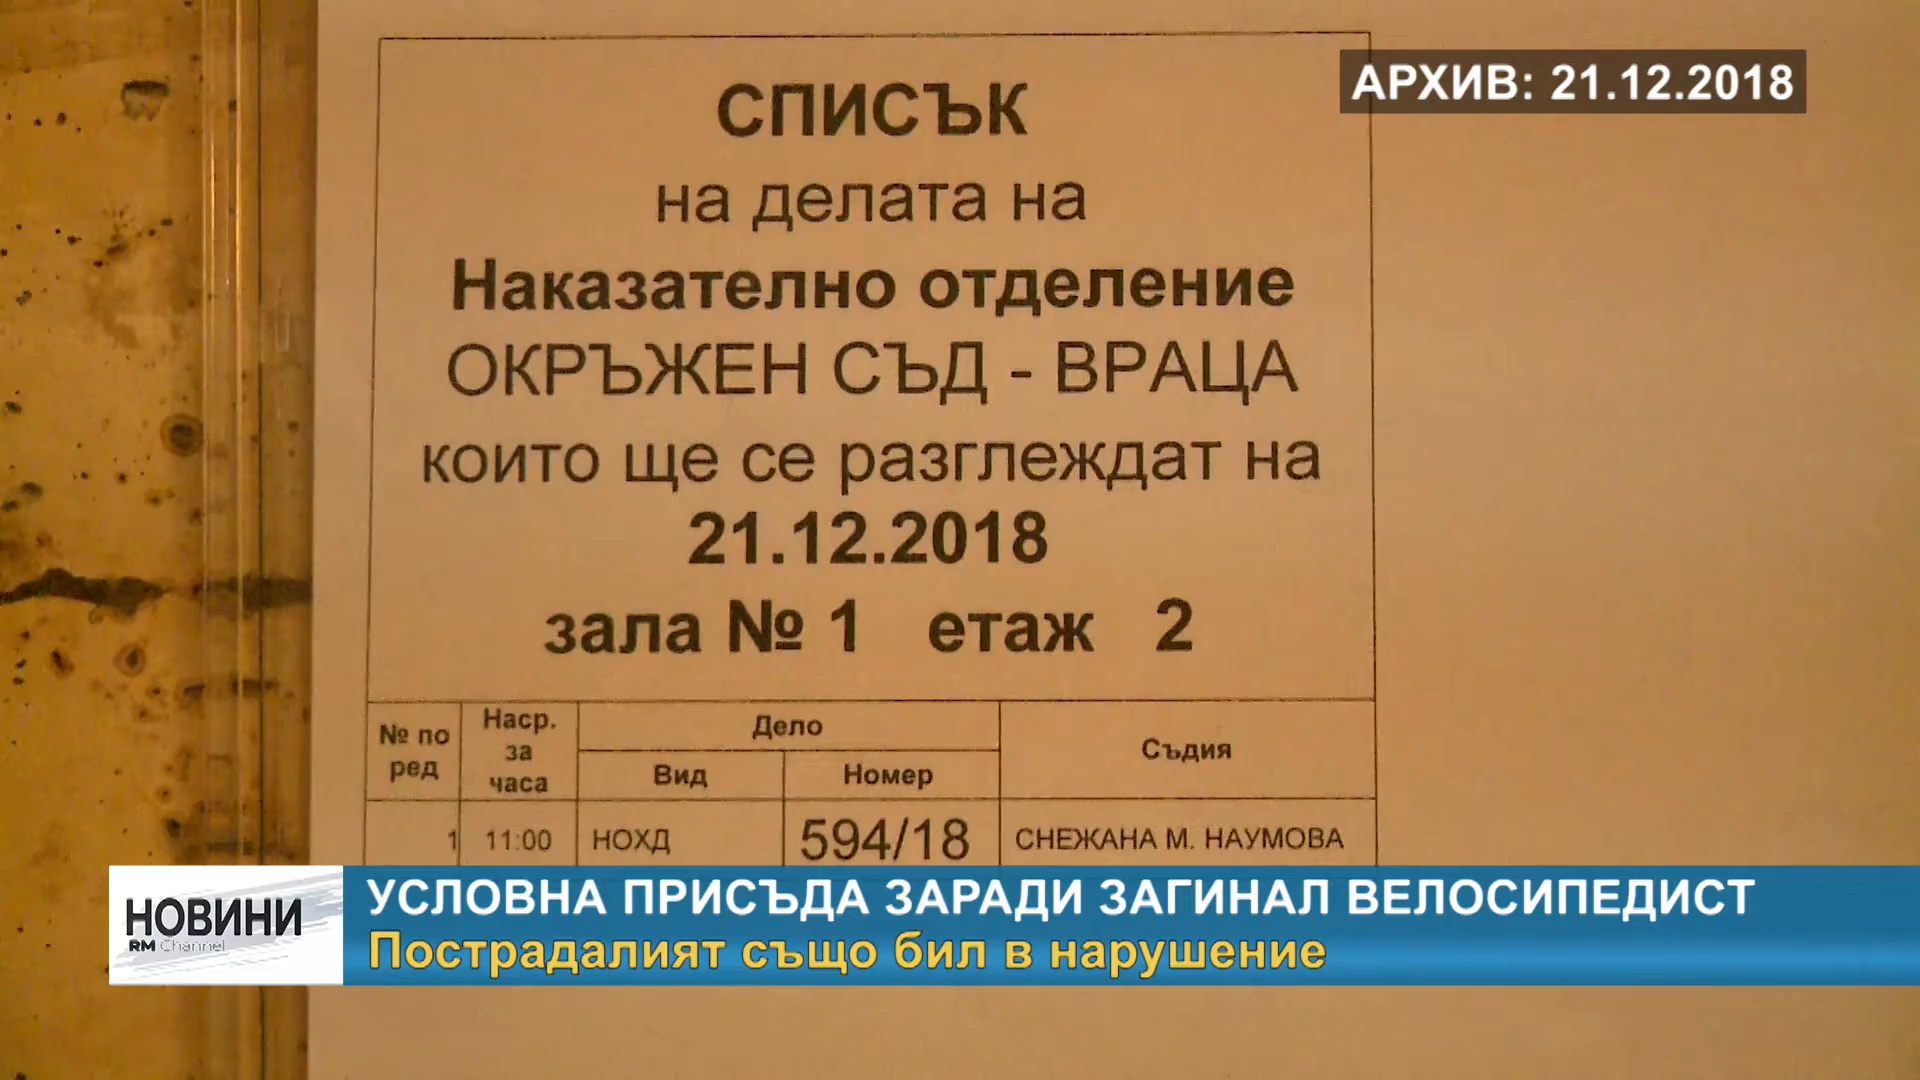 АРХИВ: 21.12.2018
СПИСЪК
на делата на
Наказателно отделение
ОКРЪЖЕН СЪД - ВРАЦА
които ще се разглеждат на
21.12.2018
зала № 1 етаж 2
№ по
ред
Наср.
за
часа
Дело
Вид
Номер
Съдия
1 11:00 НОХД 594/18 СНЕЖАНА М. НАУМОВА
НОВИНИ
RM Channel
УСЛОВНА ПРИСЪДА ЗАРАДИ ЗАГИНАЛ ВЕЛОСИПЕДИСТ
Пострадалият също бил в нарушение